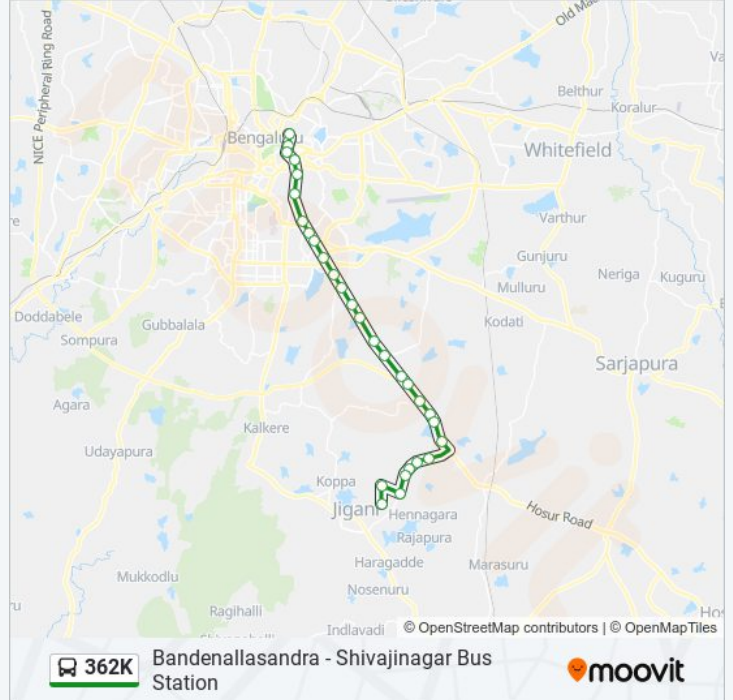 Old Ma
NICE Peripheral Ring Road
Belthur
Koralur
Bengaluru
Whitefield
Varthur
Gunjuru
Neriga
Kuguru
Mulluru
Doddabele
Gubbalala
Kodati
Sompura
Sarjapura
Agara
Kalkere
Udayapura
Koppa
Jigani
Hennagara
Hosur Road
Rajapura
Haragadde
Marasuru
Mukkodlu
Nosenuru
Ragihalli
Indlavadi
© OpenStreetMap contributors | © OpenMapTiles
362K
Bandenallasandra - Shivajinagar Bus
Station
moovit